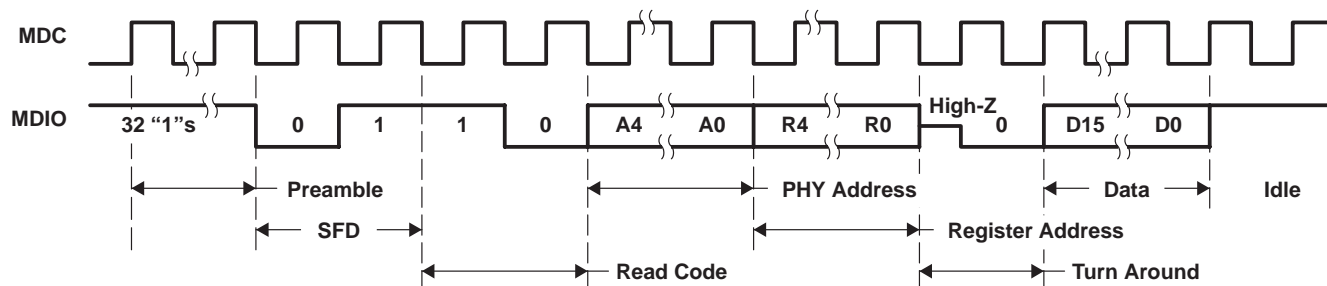 MDC
MDIO
32 “1”s 0 1 1 0 A4 A0 R4 R0 High-Z 0 D15 D0
Preamble PHY Address Data Idle
SFD Register Address
Read Code Turn Around